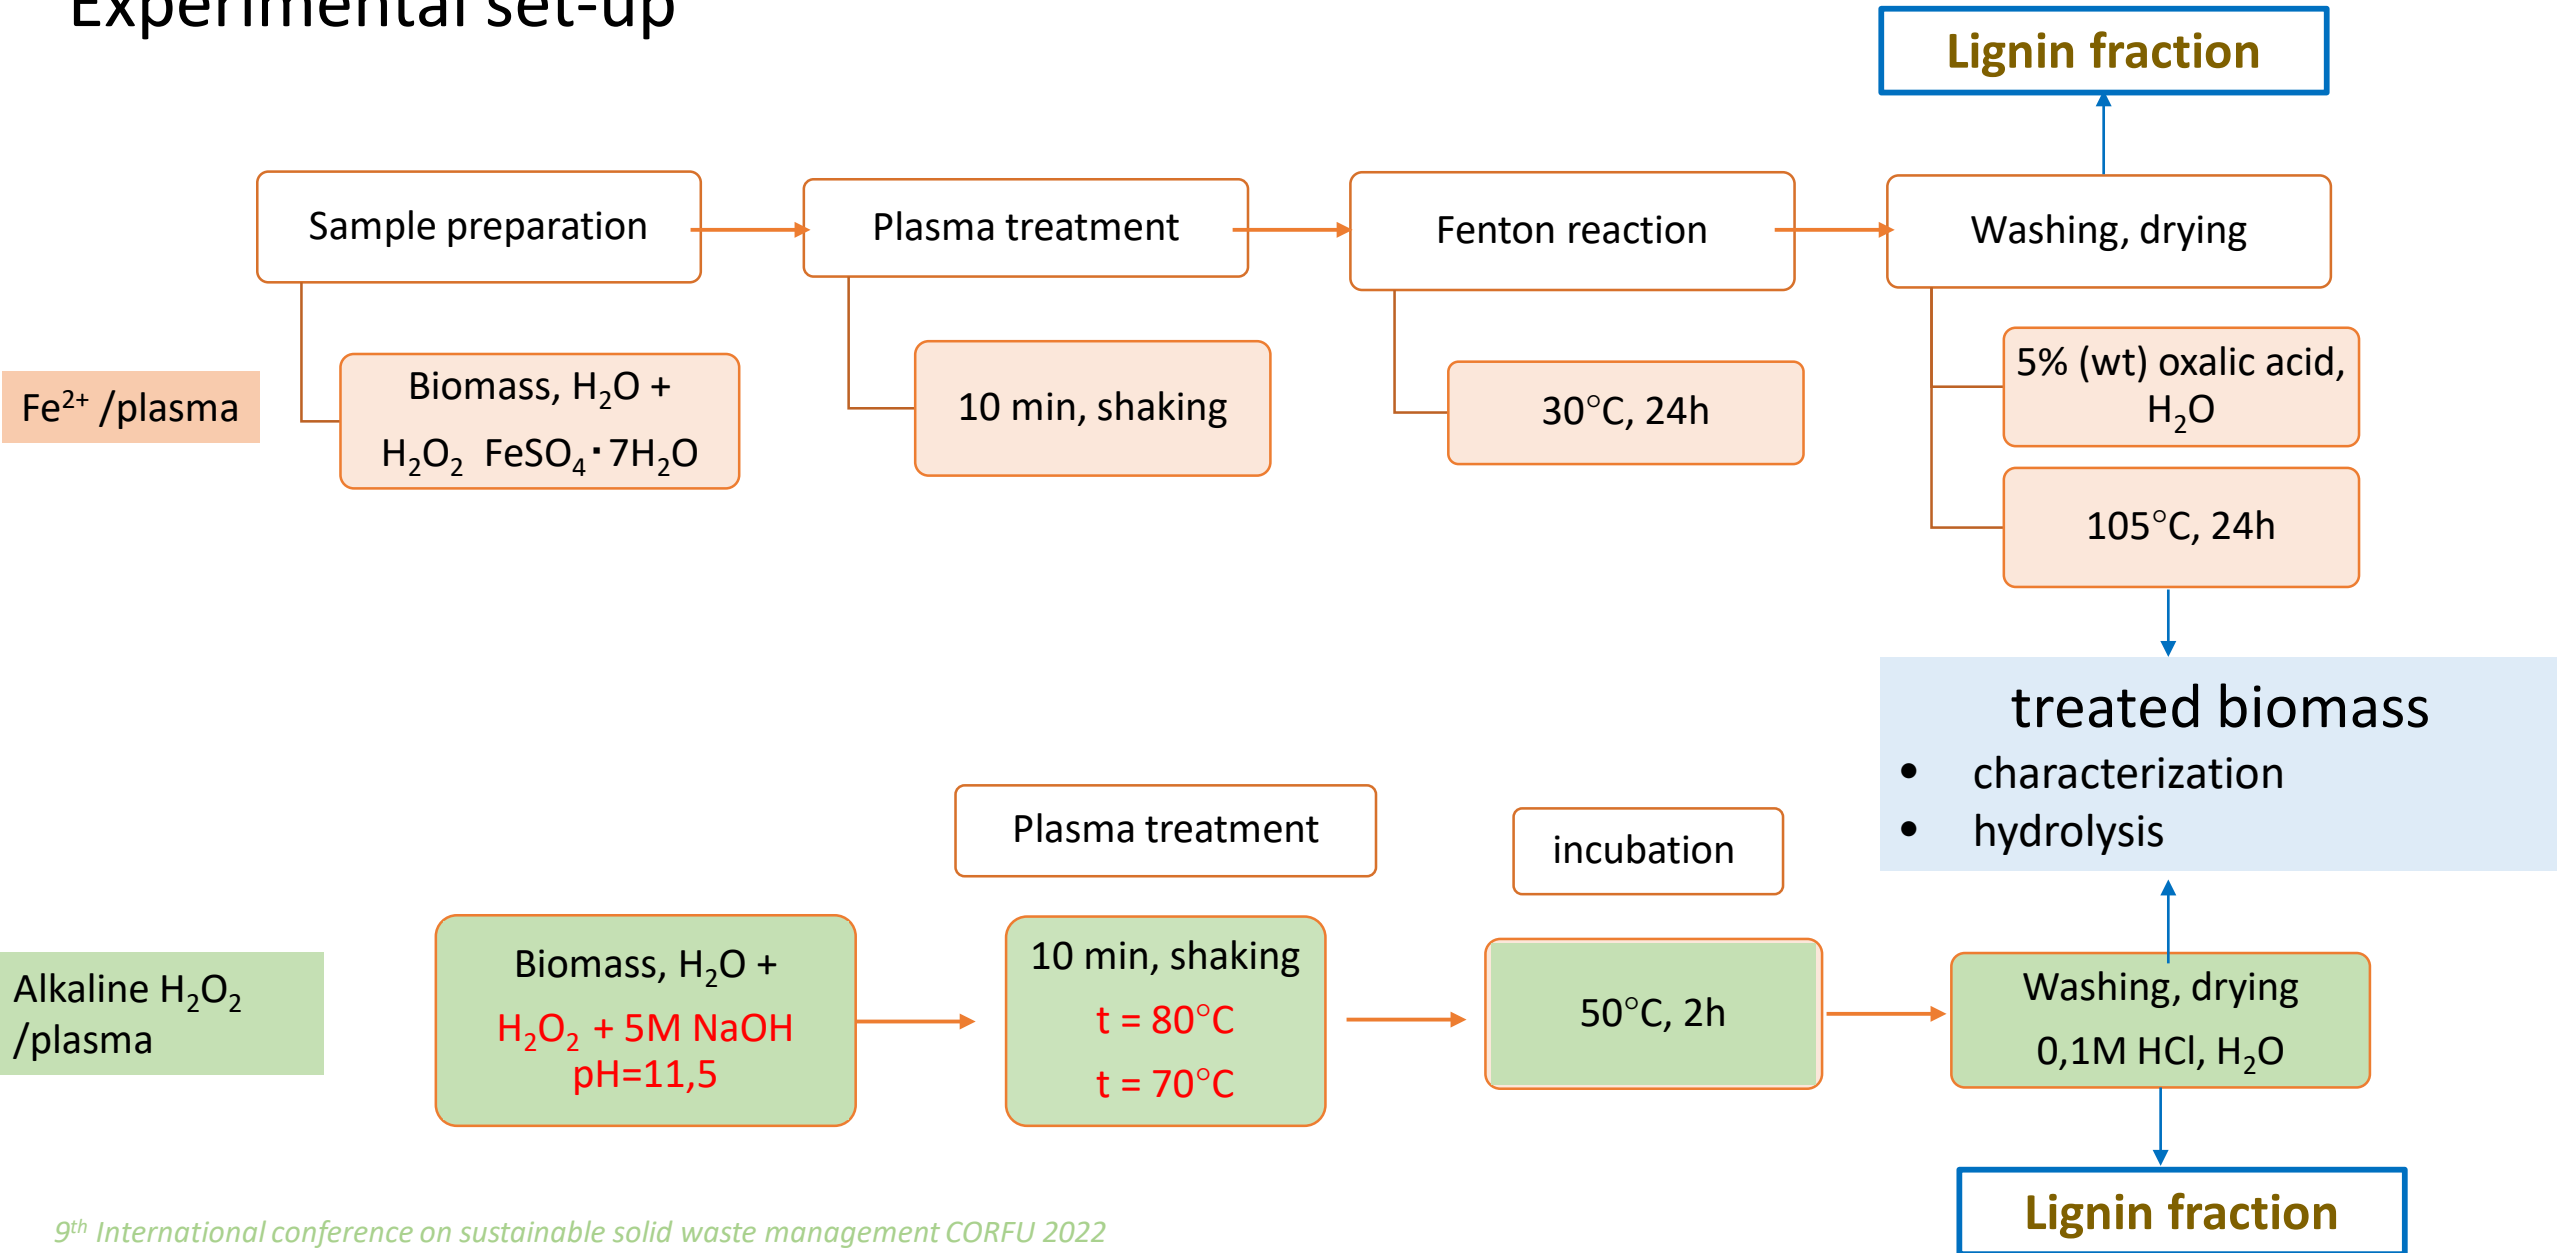 Experimental set-up
Lignin fraction
Sample preparation
Plasma treatment
Fenton reaction
Washing, drying
Fe²⁺ /plasma
Biomass, H₂O +
H₂O₂ FeSO₄·7H₂O
10 min, shaking
30°C, 24h
5% (wt) oxalic acid,
H₂O
105°C, 24h
treated biomass
• characterization
• hydrolysis
Plasma treatment
incubation
Alkaline H₂O₂
/plasma
Biomass, H₂O +
H₂O₂ + 5M NaOH
pH=11,5
10 min, shaking
t = 80°C
t = 70°C
50°C, 2h
Washing, drying
0,1M HCl, H₂O
Lignin fraction
9th International conference on sustainable solid waste management CORFU 2022